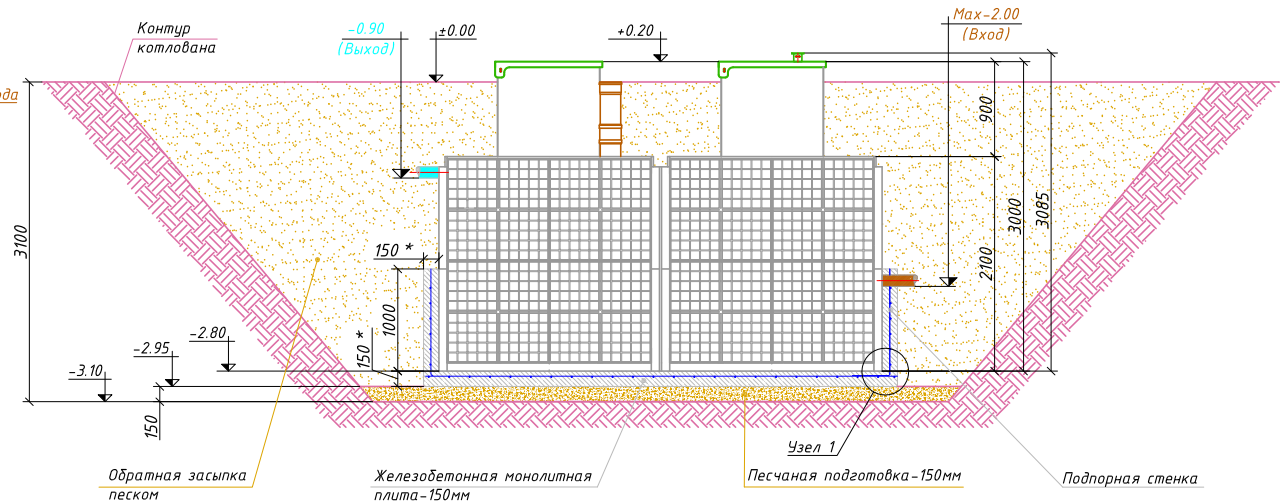 Контур
котлована
-0.90
(Выход)
±0.00
+0.20
Max-2.00
(Вход)
ода
900
3100
3000
3085
2100
150 *
1000
150 *
-2.80
-2.95
-3.10
150
Узел 1
Обратная засыпка
песком
Железобетонная монолитная
плита-150мм
Песчаная подготовка-150мм
Подпорная стенка